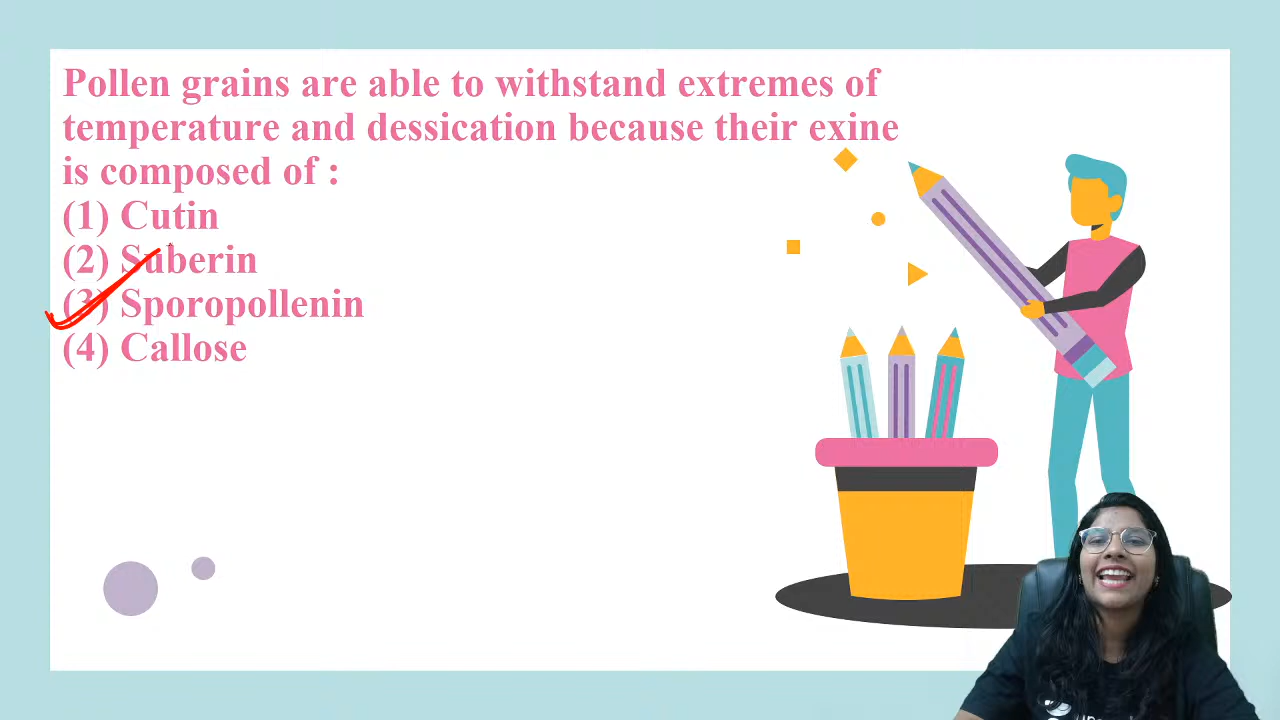 Pollen grains are able to withstand extremes of
temperature and dessication because their exine
is composed of :
(1) Cutin
(2) Suberin
(3) Sporopollenin
(4) Callose